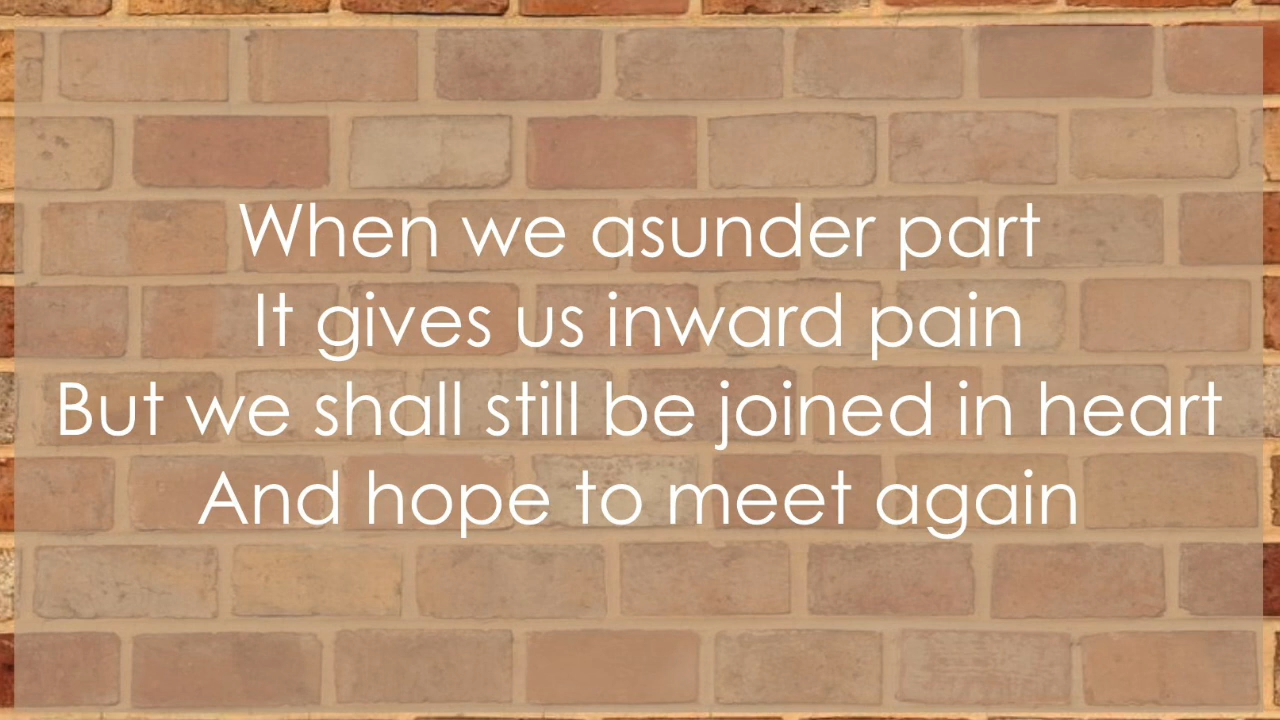 When we asunder part
It gives us inward pain
But we shall still be joined in heart
And hope to meet again